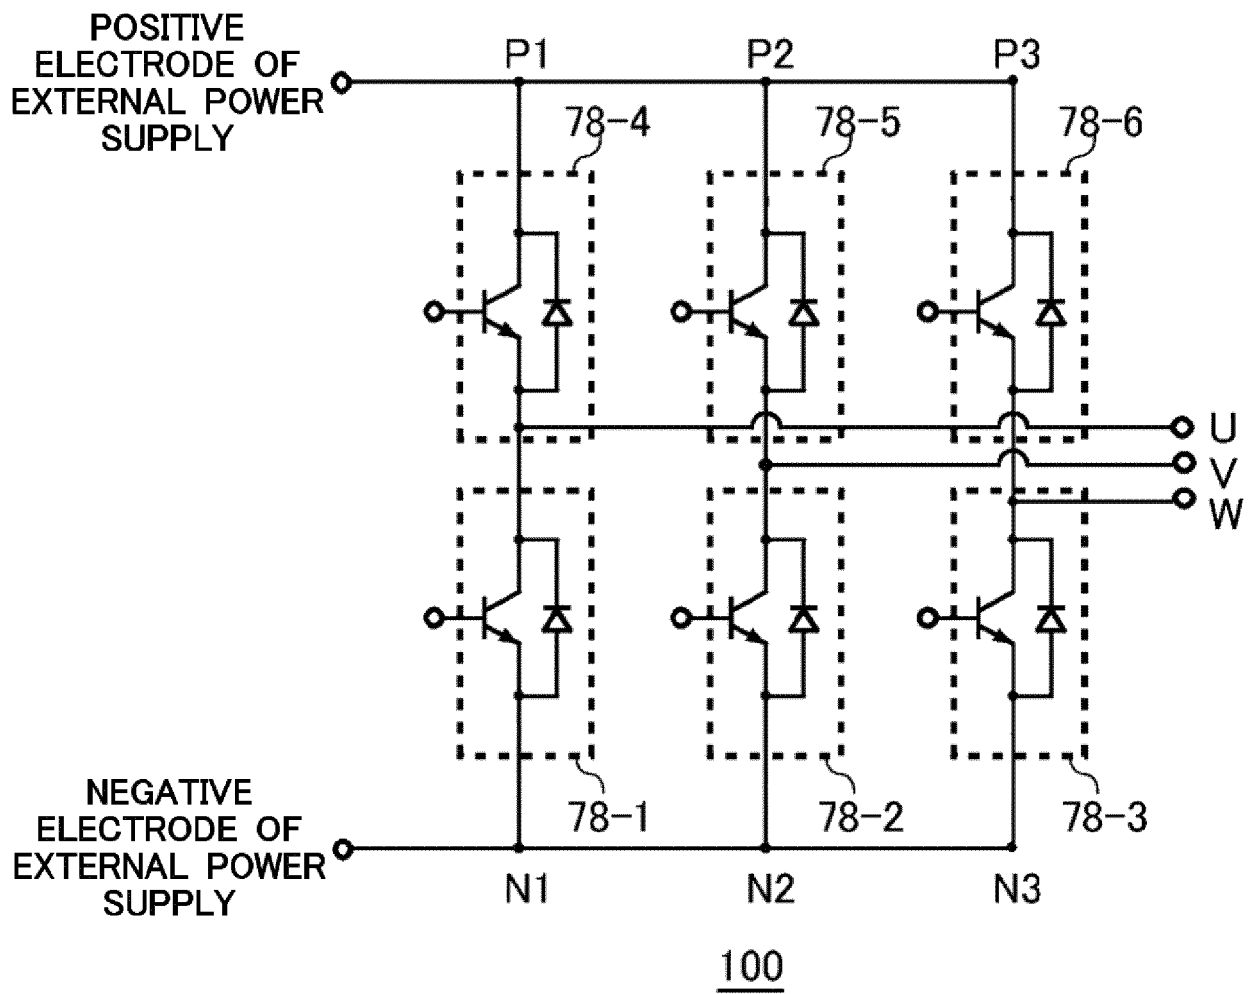 POSITIVE
ELECTRODE OF
EXTERNAL POWER
SUPPLY
P1
P2
P3
78-4
78-5
78-6
U
V
W
78-1
78-2
78-3
NEGATIVE
ELECTRODE OF
EXTERNAL POWER
SUPPLY
N1
N2
N3
100